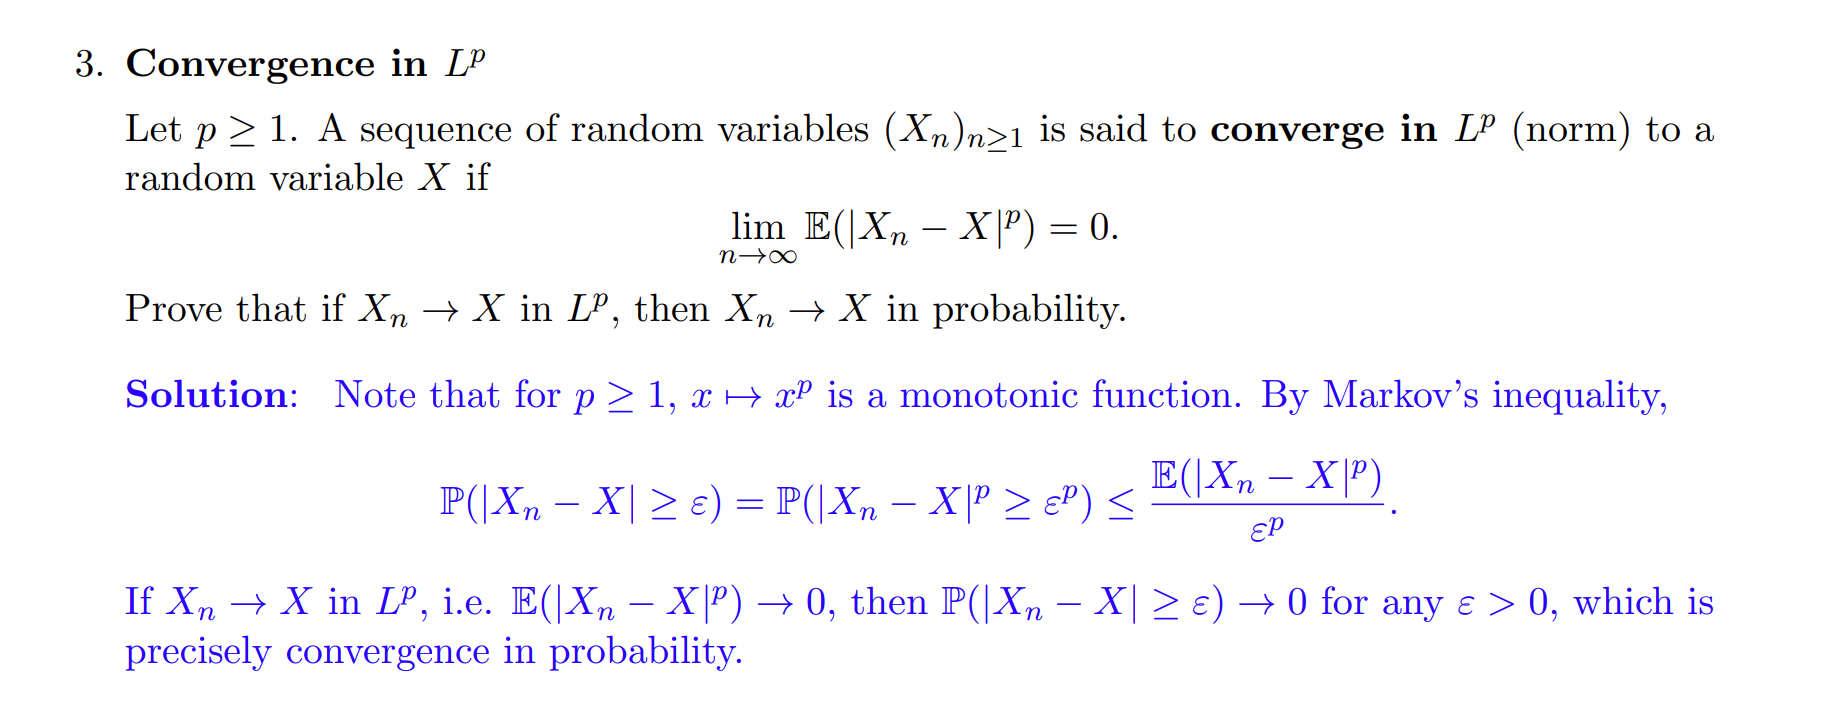 3. Convergence in $L^p$
Let $p \geq 1$. A sequence of random variables $(X_n)_{n \geq 1}$ is said to converge in $L^p$ (norm) to a
random variable $X$ if
$\lim_{n \to \infty} \mathbb{E}(|X_n - X|^p) = 0.$
Prove that if $X_n \to X$ in $L^p$, then $X_n \to X$ in probability.
Solution: Note that for $p \geq 1$, $x \mapsto x^p$ is a monotonic function. By Markov's inequality,
$\mathbb{P}(|X_n - X| \geq \varepsilon) = \mathbb{P}(|X_n - X|^p \geq \varepsilon^p) \leq \frac{\mathbb{E}(|X_n - X|^p)}{\varepsilon^p}.$
If $X_n \to X$ in $L^p$, i.e. $\mathbb{E}(|X_n - X|^p) \to 0$, then $\mathbb{P}(|X_n - X| \geq \varepsilon) \to 0$ for any $\varepsilon > 0$, which is
precisely convergence in probability.